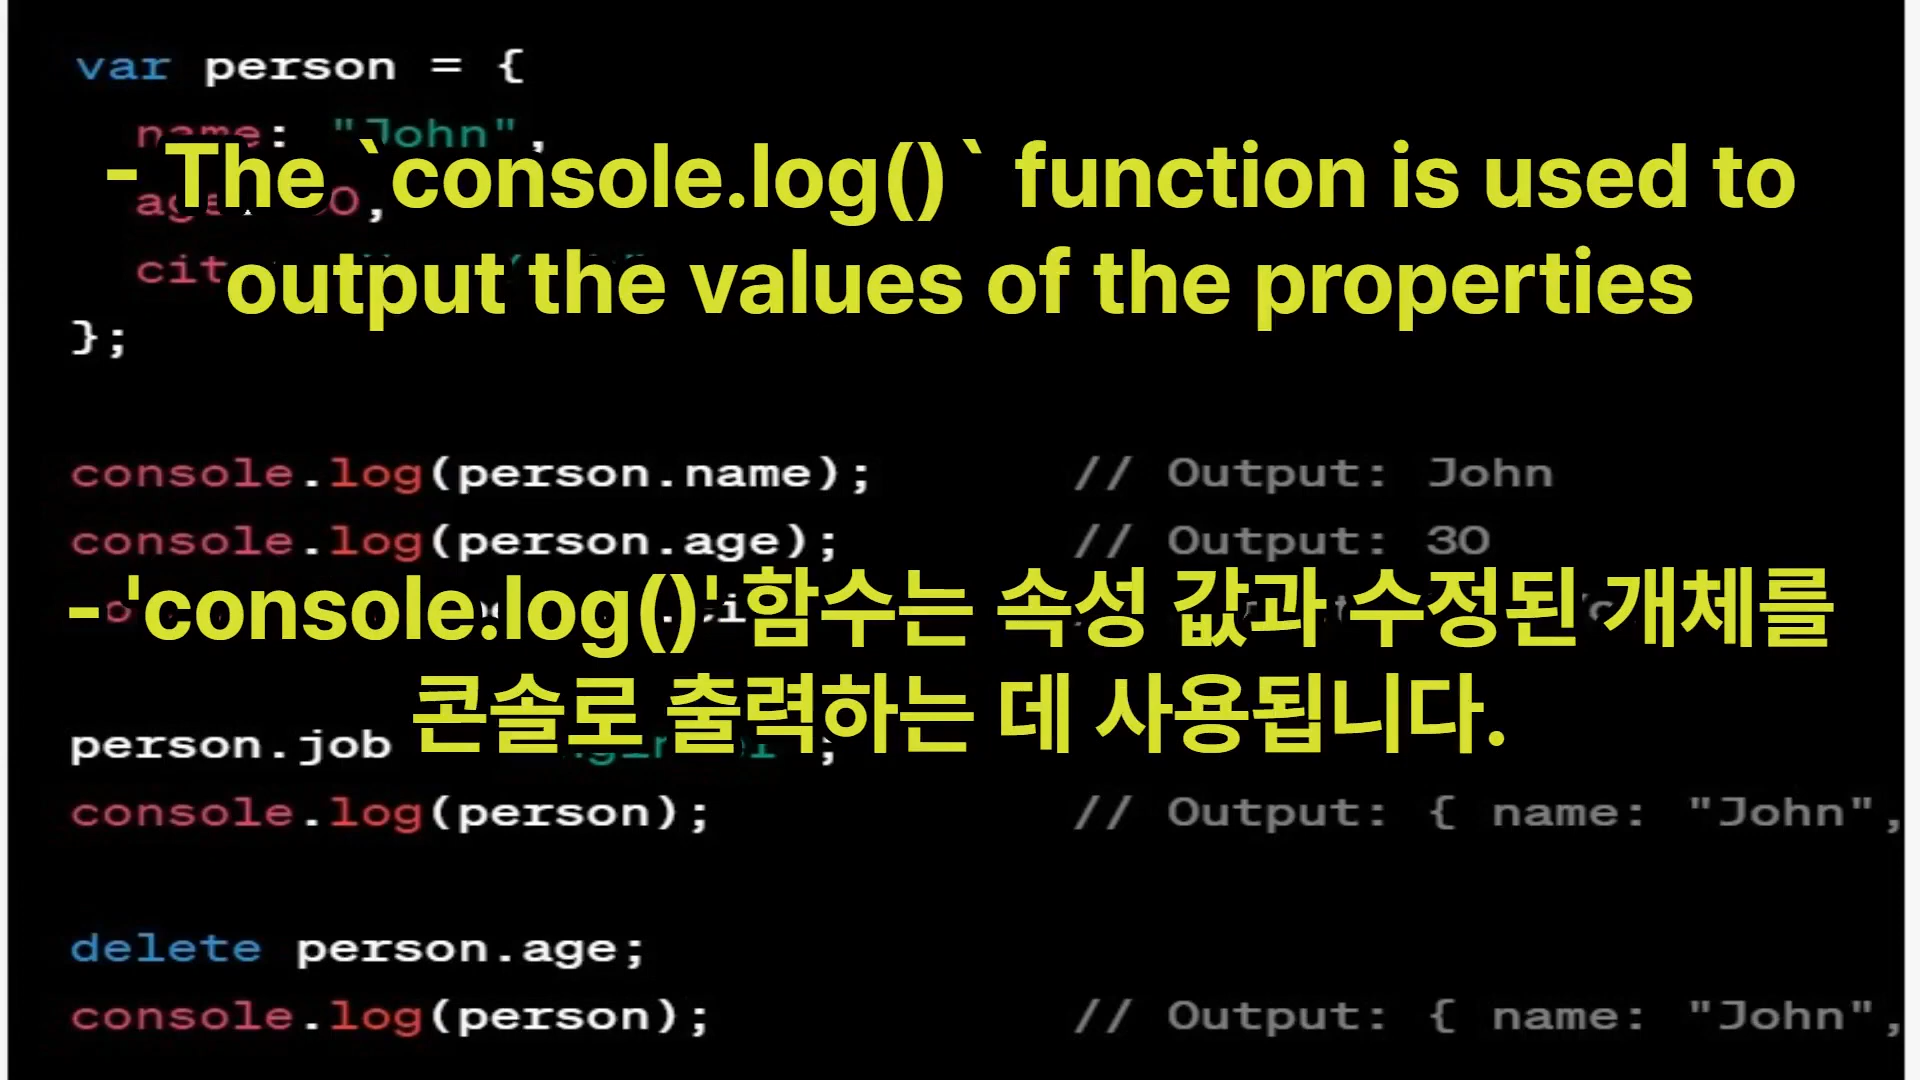 var person = {
name: "John",
- The `console.log()` function is used to
output the values of the properties
};
console.log(person.name); // Output: John
console.log(person.age); // Output: 30
- 'console.log()' 함수는 속성 값과 수정된 개체를
콘솔로 출력하는 데 사용됩니다.
person.job
console.log(person); // Output: { name: "John",
delete person.age;
console.log(person); // Output: { name: "John",